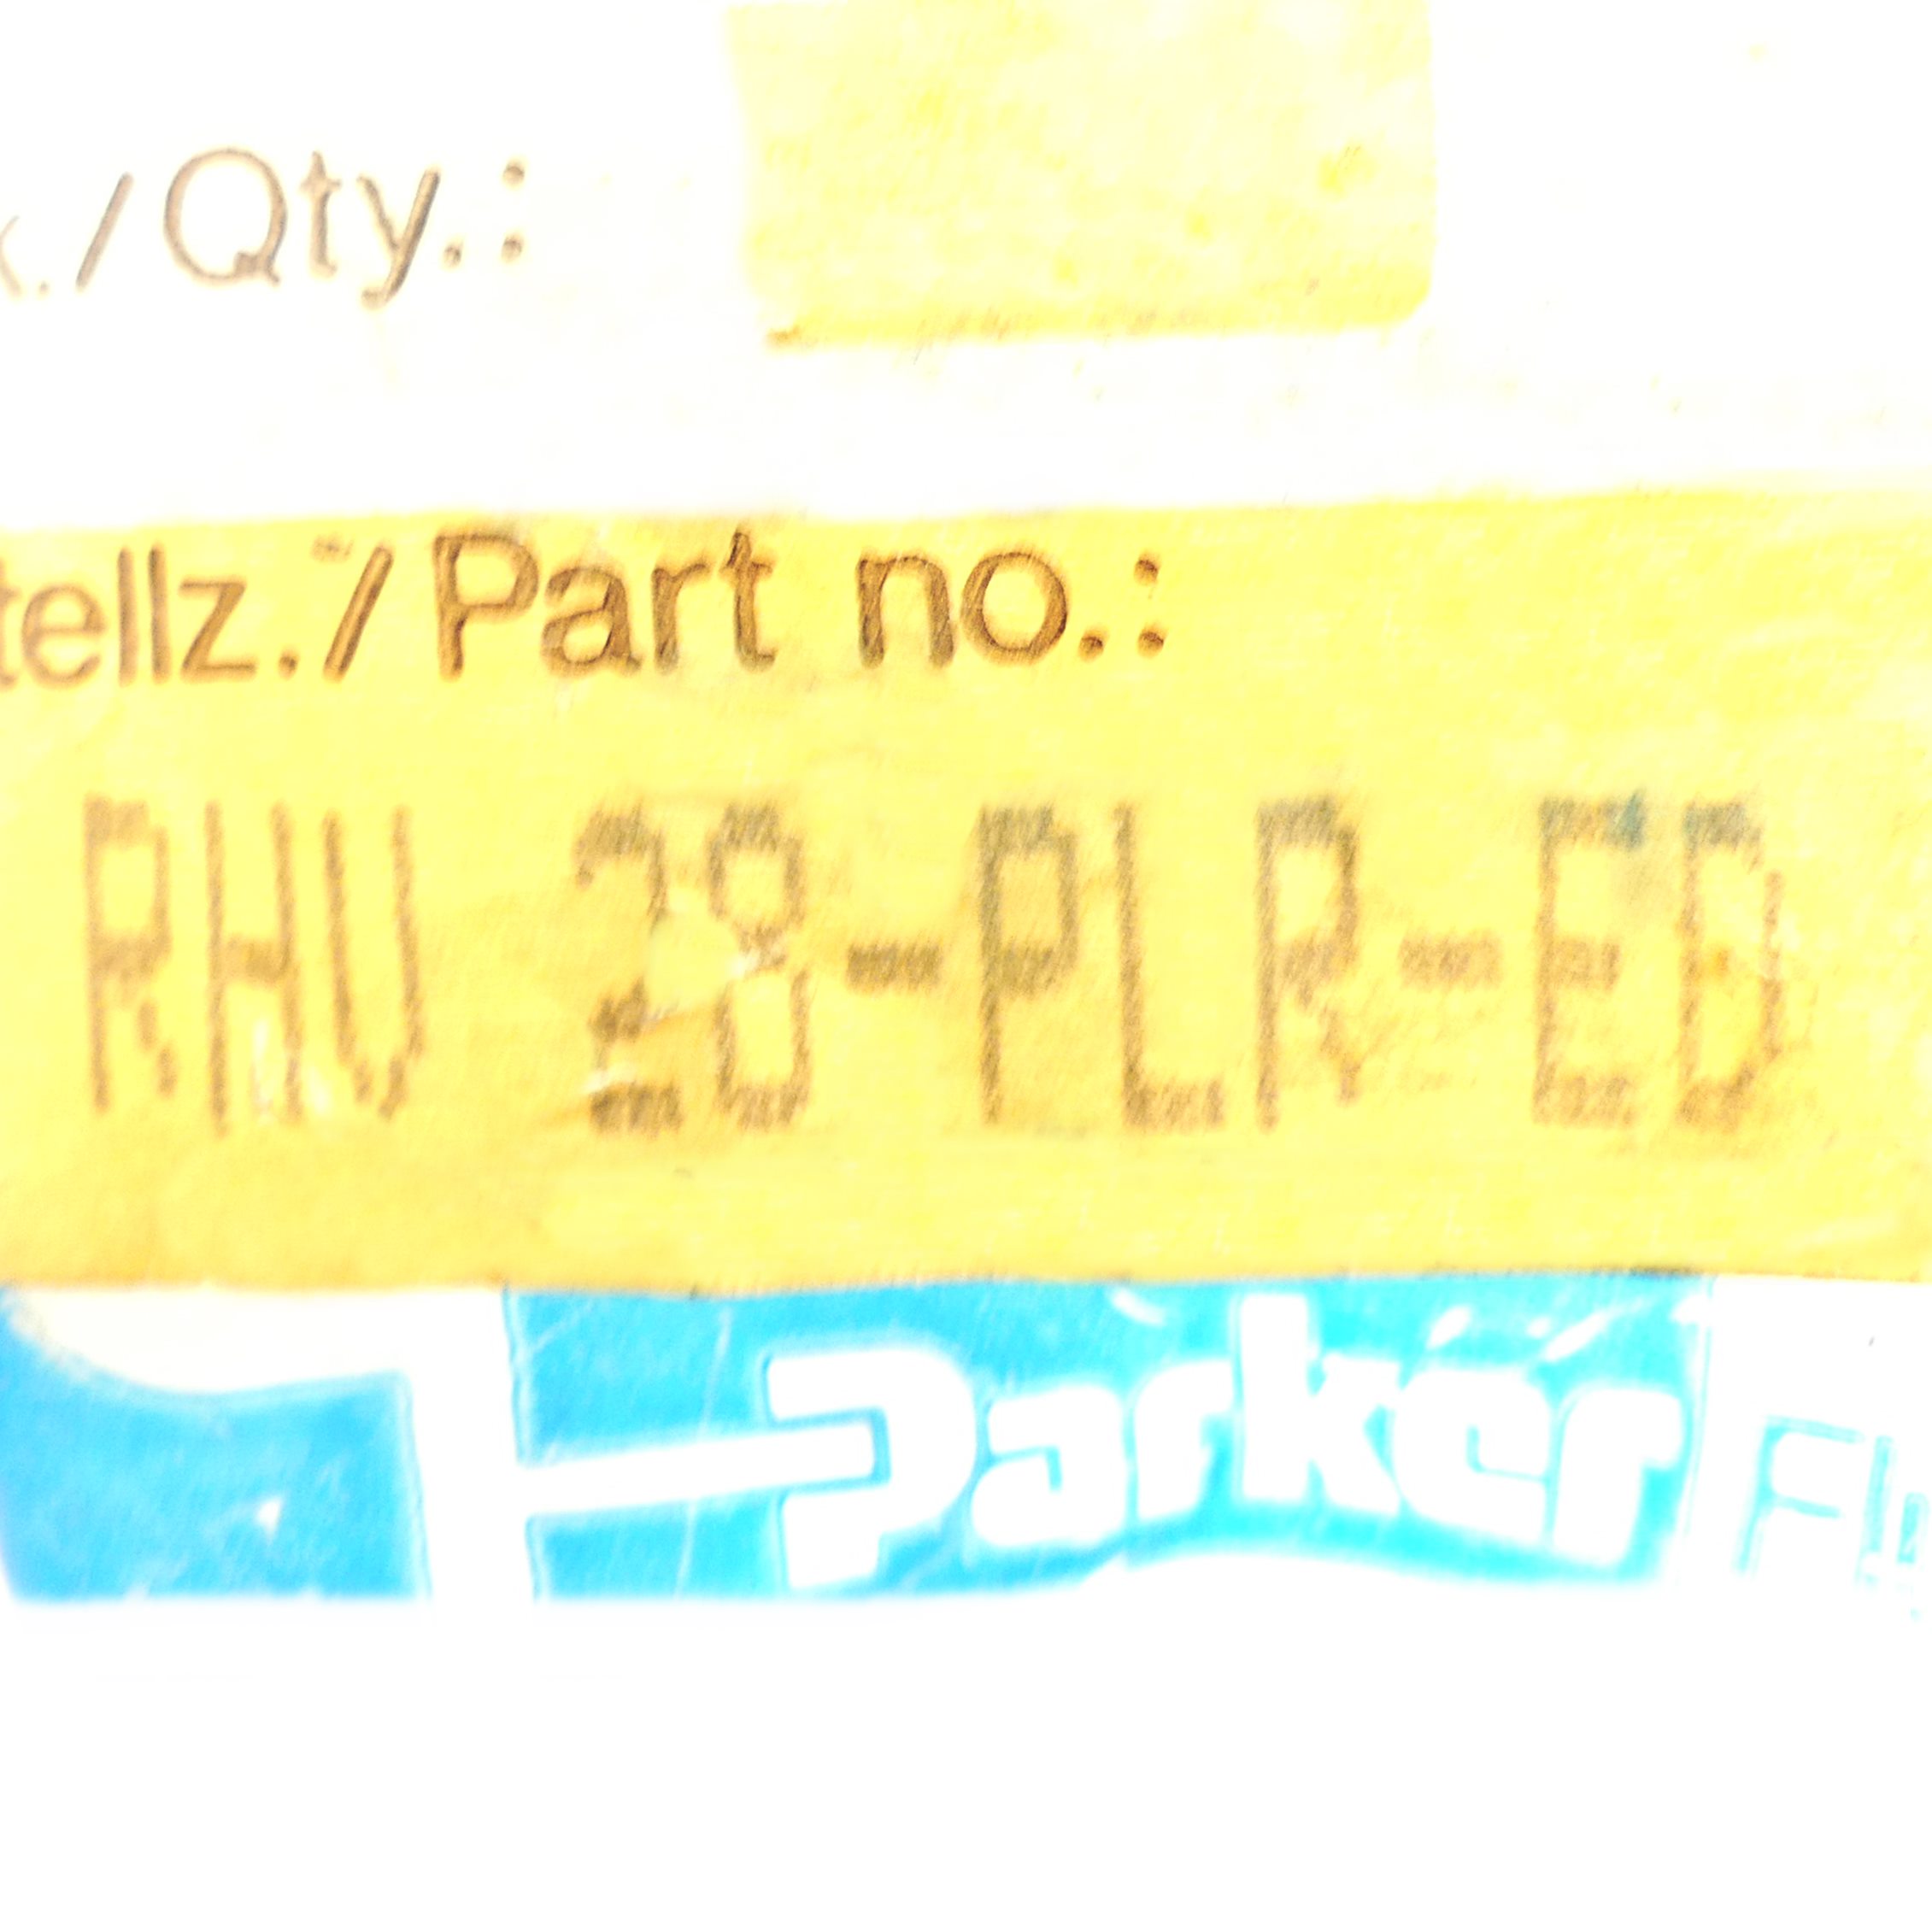 k./Qty.:
tellz./Part no.:
RHV 28-PLR-ED
Parker